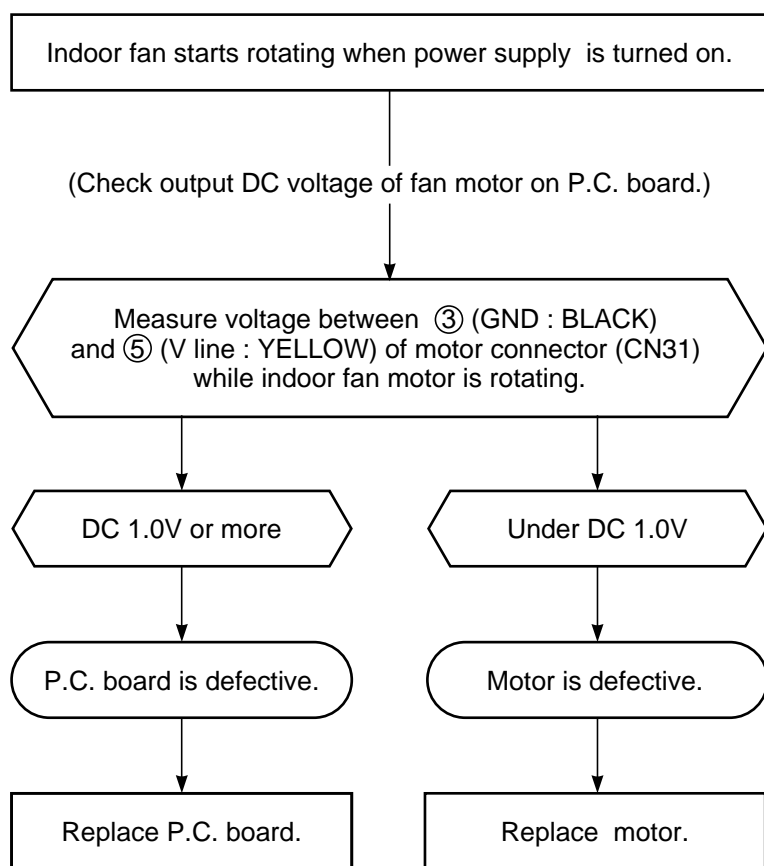 Indoor fan starts rotating when power supply is turned on.
(Check output DC voltage of fan motor on P.C. board.)
Measure voltage between ③ (GND : BLACK)
and ⑤ (V line : YELLOW) of motor connector (CN31)
while indoor fan motor is rotating.
DC 1.0V or more
Under DC 1.0V
P.C. board is defective.
Motor is defective.
Replace P.C. board.
Replace motor.